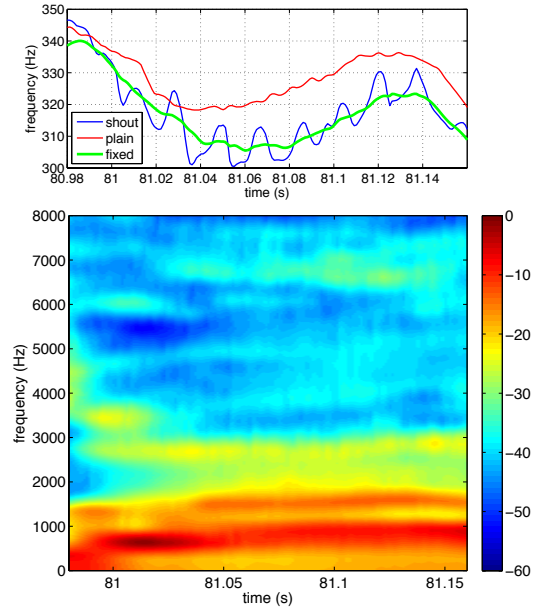 350
340
330
320
310
300
frequency (Hz)
shout
plain
fixed
80.98 81 81.02 81.04 81.06 81.08 81.1 81.12 81.14
time (s)
8000
7000
6000
5000
4000
3000
2000
1000
0
frequency (Hz)
81 81.05 81.1 81.15
time (s)
0
−10
−20
−30
−40
−50
−60